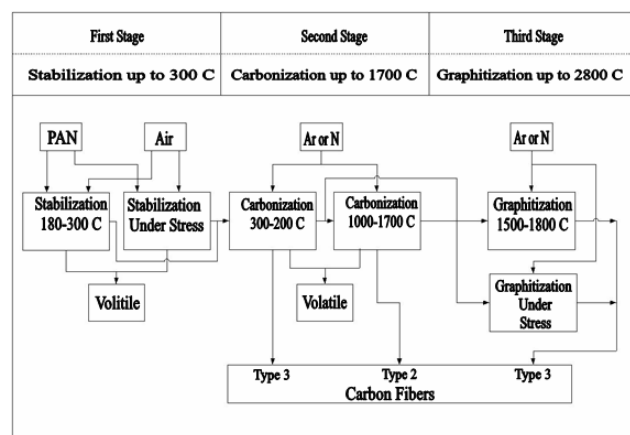 First Stage
Second Stage
Third Stage
Stabilization up to 300 C
Carbonization up to 1700 C
Graphitization up to 2800 C
PAN
Air
Ar or N
Ar or N
Stabilization
180-300 C
Stabilization
Under Stress
Carbonization
300-200 C
Carbonization
1000-1700 C
Graphitization
1500-1800 C
Volitile
Volatile
Graphitization
Under
Stress
Type 3
Type 2
Type 3
Carbon Fibers